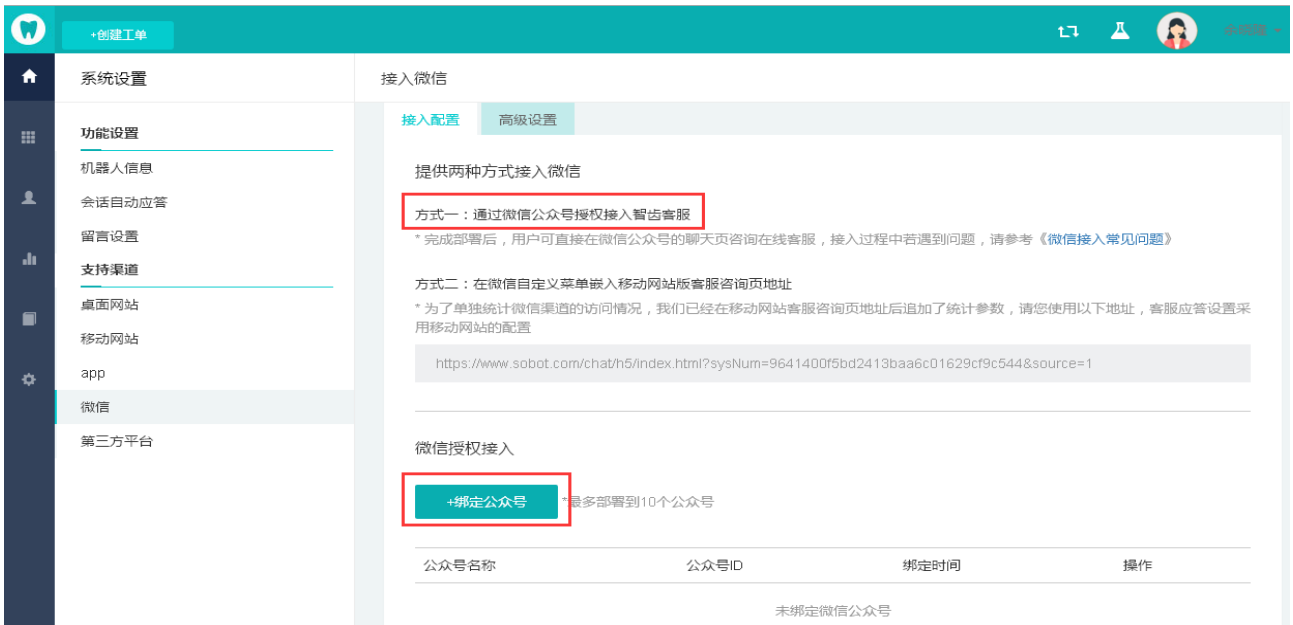 +创建工单
系统设置
接入微信
功能设置
机器人信息
会话自动应答
留言设置
支持渠道
桌面网站
移动网站
app
微信
第三方平台
接入配置
高级设置
提供两种方式接入微信
方式一：通过微信公众号授权接入智齿客服
* 完成部署后，用户可直接在微信公众号的聊天页咨询在线客服，接入过程中若遇到问题，请参考《微信接入常见问题》
方式二：在微信自定义菜单嵌入移动网站版客服咨询页地址
* 为了单独统计微信渠道的访问情况，我们已经在移动网站客服咨询页地址后追加了统计参数，请您使用以下地址，客服应答设置采
用移动网站的配置
https://www.sobot.com/chat/h5/index.html?sysNum=9641400f5bd2413baa6c01629cf9c544&source=1
微信授权接入
+绑定公众号
*最多部署到10个公众号
公众号名称 公众号ID 绑定时间 操作
未绑定微信公众号